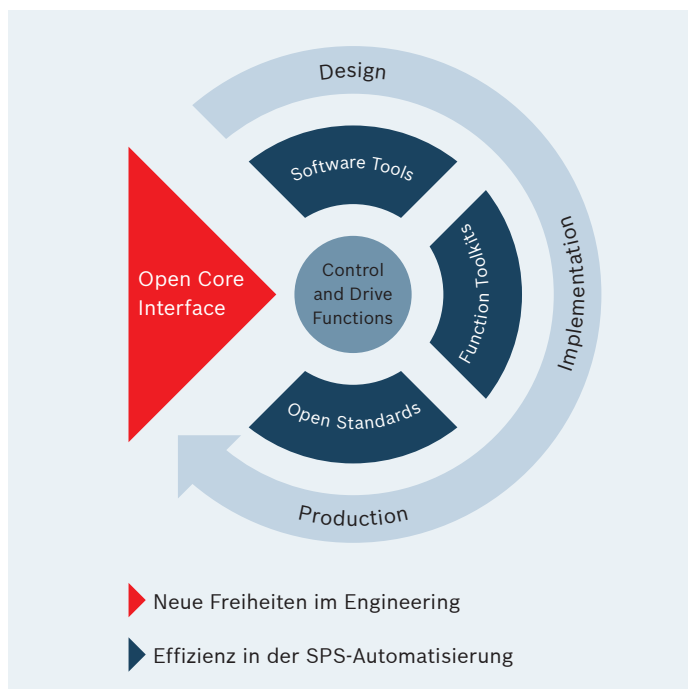 Design
Software Tools
Open Core
Interface
Control
and Drive
Functions
Function Toolkits
Implementation
Open Standards
Production
Neue Freiheiten im Engineering
Effizienz in der SPS-Automatisierung